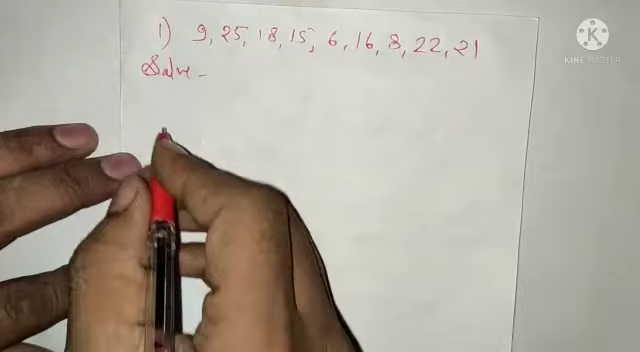 1) 9, 25, 18, 15, 6, 16, 8, 22, 21
Solve -
KINEMASTER